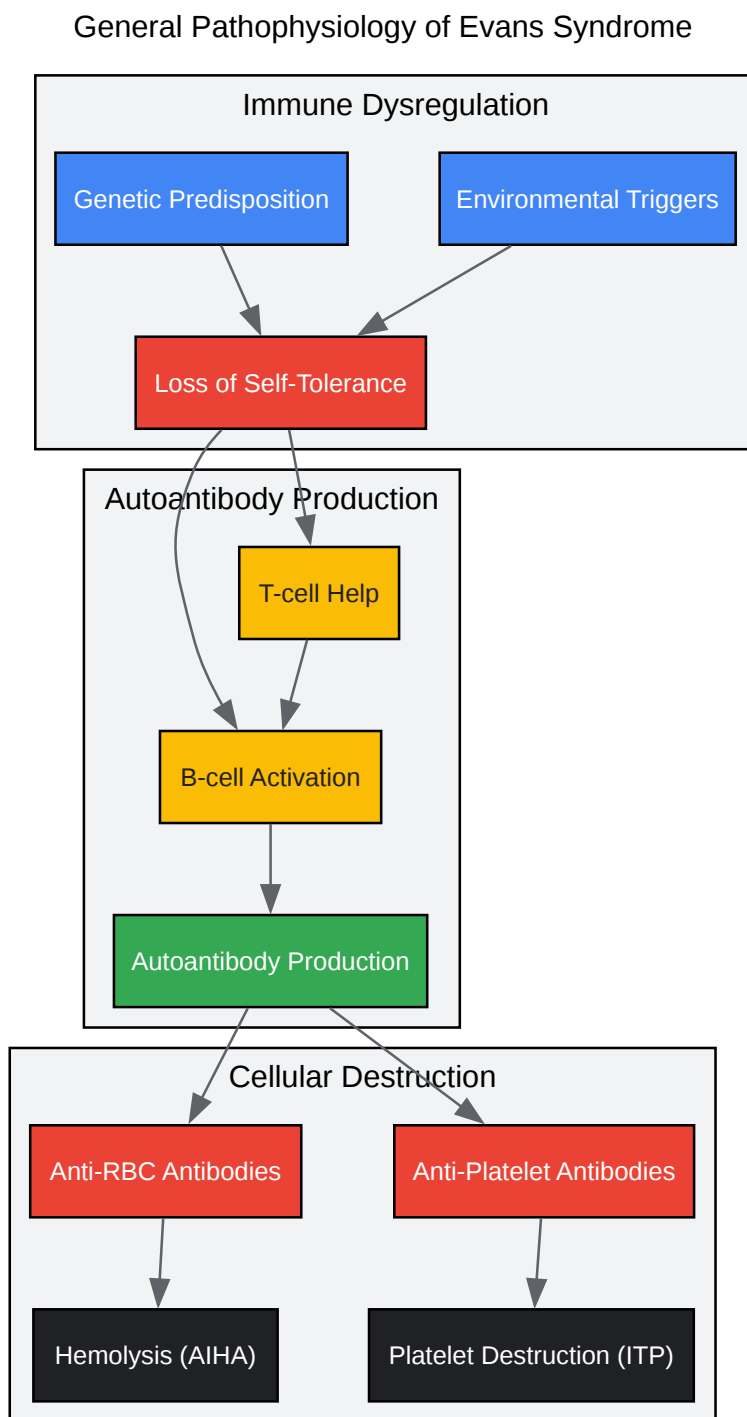 General Pathophysiology of Evans Syndrome
Immune Dysregulation
Genetic Predisposition
Environmental Triggers
Loss of Self-Tolerance
Autoantibody Production
T-cell Help
B-cell Activation
Autoantibody Production
Cellular Destruction
Anti-RBC Antibodies
Anti-Platelet Antibodies
Hemolysis (AIHA)
Platelet Destruction (ITP)